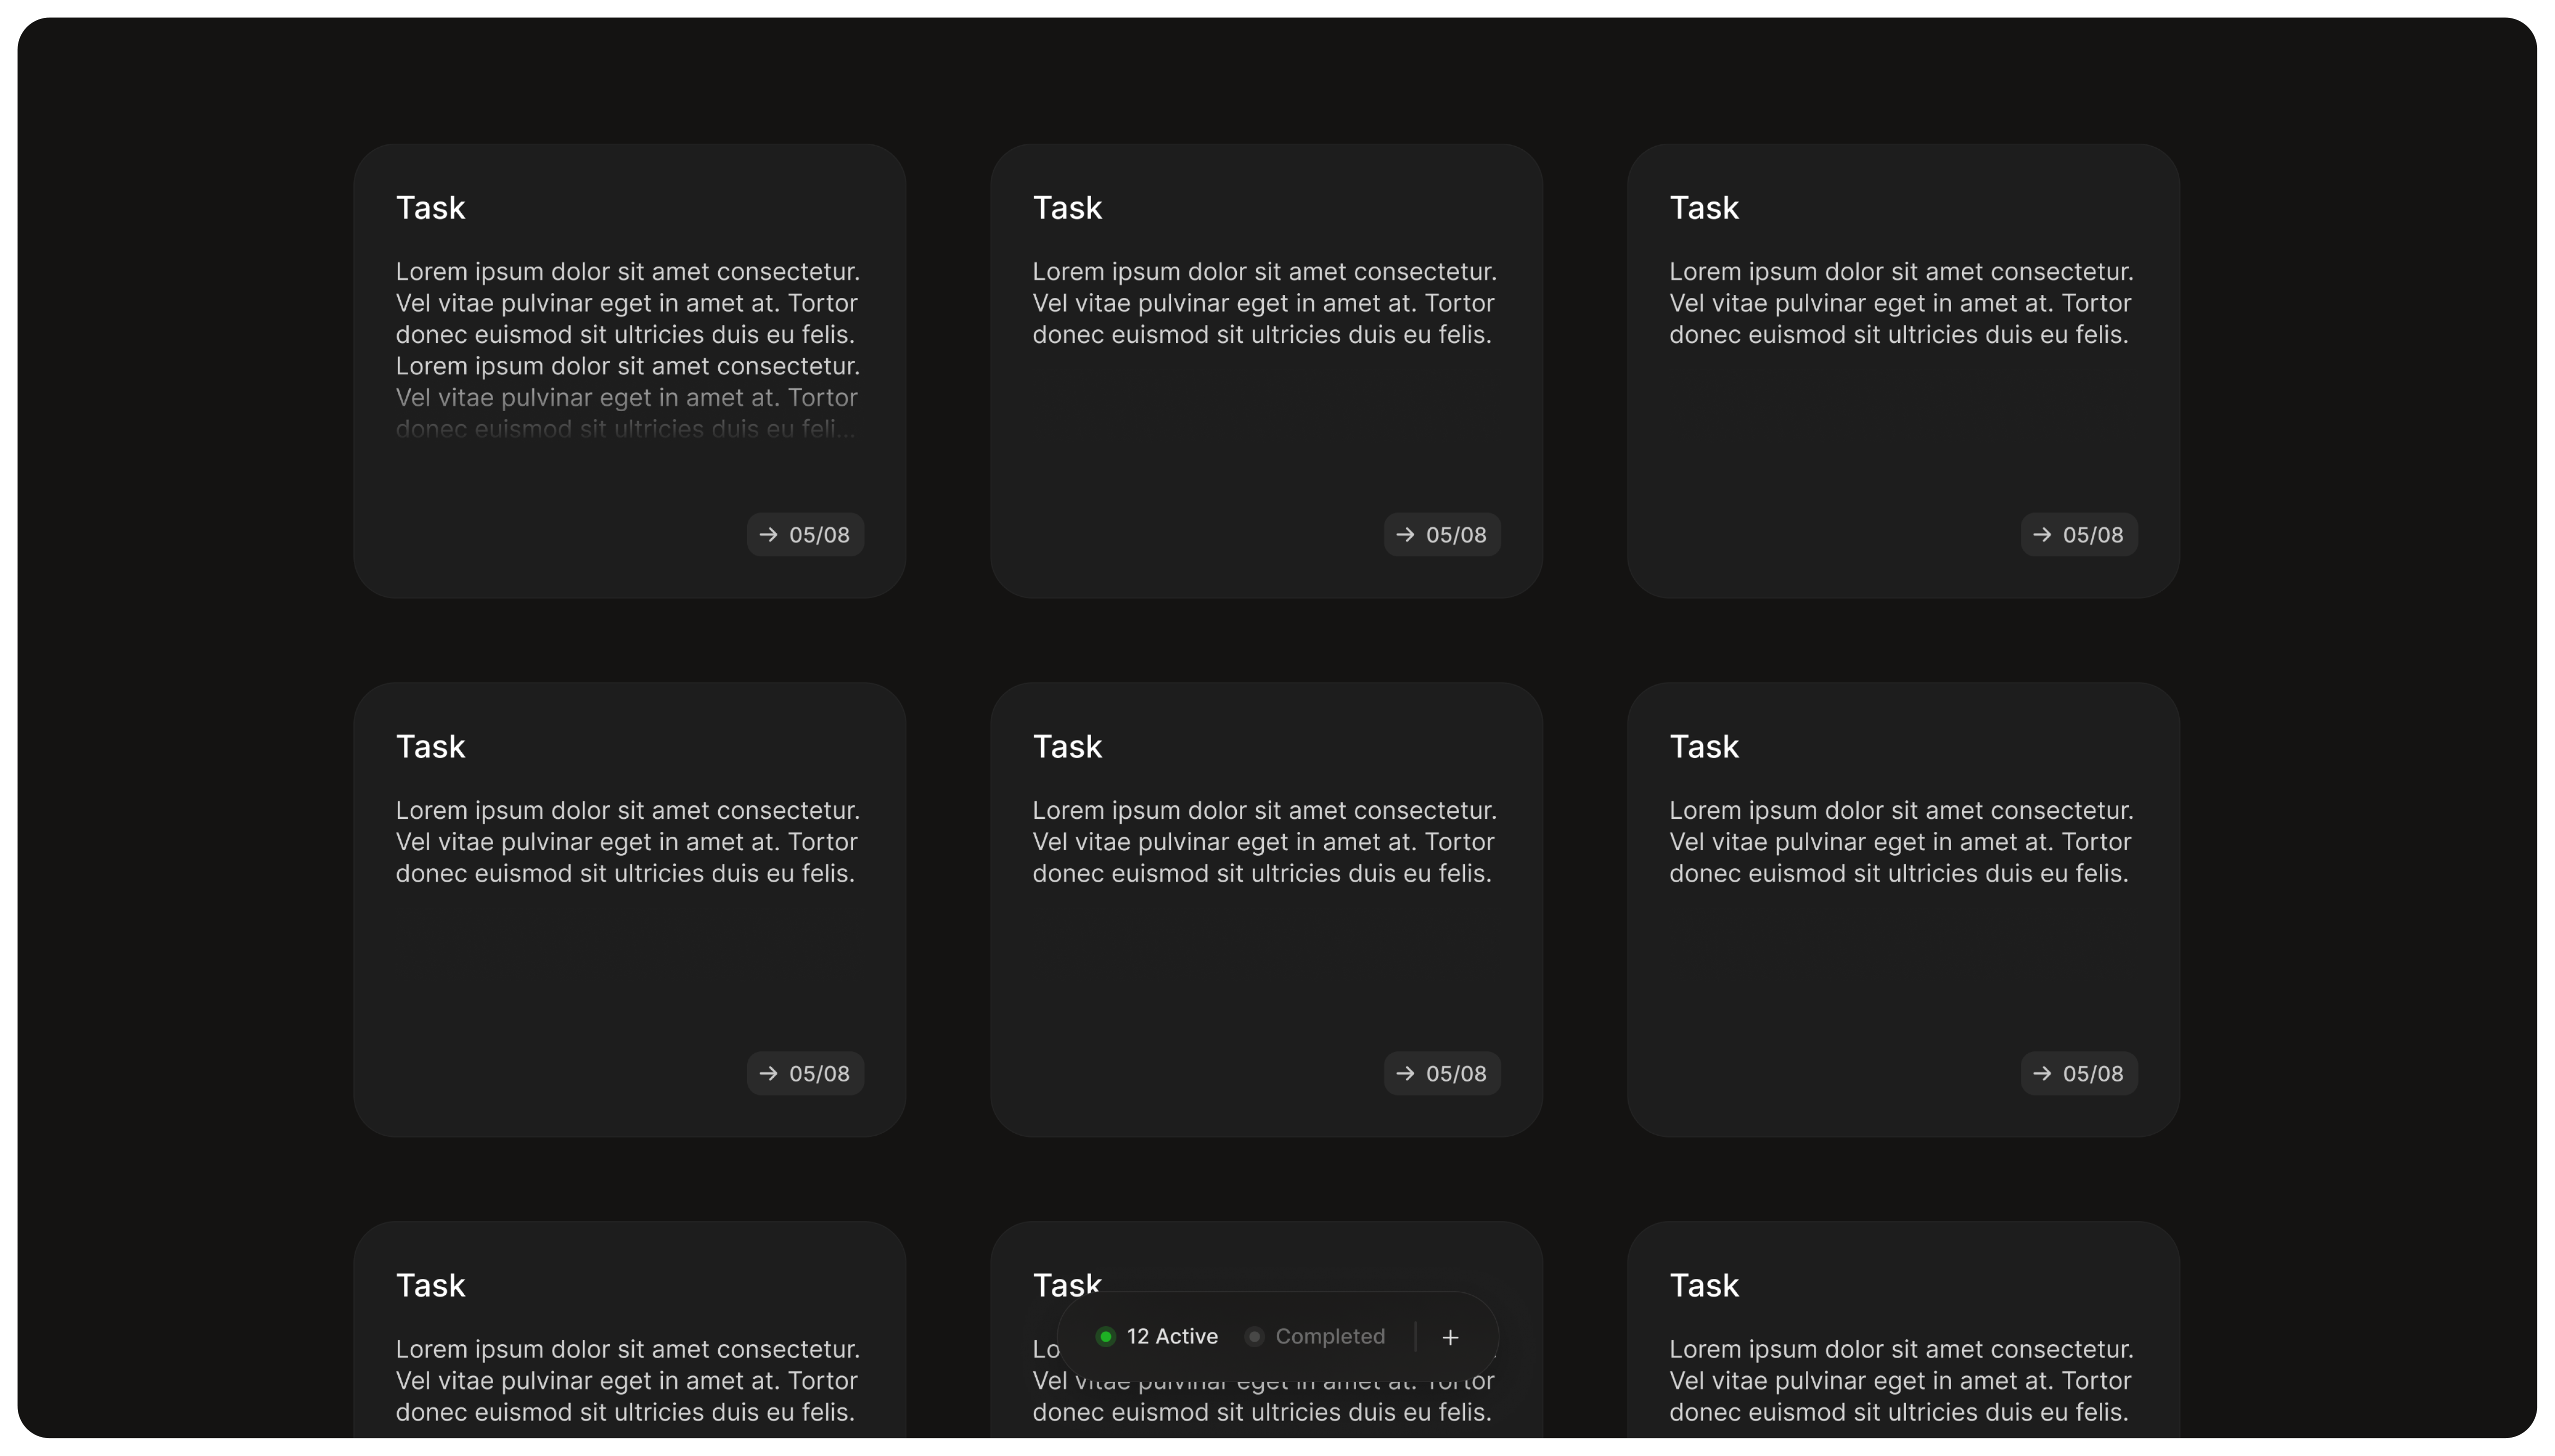 Task
Lorem ipsum dolor sit amet consectetur.
Vel vitae pulvinar eget in amet at. Tortor
donec euismod sit ultricies duis eu felis.
Lorem ipsum dolor sit amet consectetur.
Vel vitae pulvinar eget in amet at. Tortor
donec euismod sit ultricies duis eu feli...
→ 05/08
Task
Lorem ipsum dolor sit amet consectetur.
Vel vitae pulvinar eget in amet at. Tortor
donec euismod sit ultricies duis eu felis.
→ 05/08
Task
Lorem ipsum dolor sit amet consectetur.
Vel vitae pulvinar eget in amet at. Tortor
donec euismod sit ultricies duis eu felis.
→ 05/08
Task
Lorem ipsum dolor sit amet consectetur.
Vel vitae pulvinar eget in amet at. Tortor
donec euismod sit ultricies duis eu felis.
→ 05/08
Task
Lorem ipsum dolor sit amet consectetur.
Vel vitae pulvinar eget in amet at. Tortor
donec euismod sit ultricies duis eu felis.
→ 05/08
Task
Lorem ipsum dolor sit amet consectetur.
Vel vitae pulvinar eget in amet at. Tortor
donec euismod sit ultricies duis eu felis.
→ 05/08
Task
Lorem ipsum dolor sit amet consectetur.
Vel vitae pulvinar eget in amet at. Tortor
donec euismod sit ultricies duis eu felis.
Task
Lo
Vel vitae pulvinar eget in amet at. Tortor
donec euismod sit ultricies duis eu felis.
12 Active Completed +
Task
Lorem ipsum dolor sit amet consectetur.
Vel vitae pulvinar eget in amet at. Tortor
donec euismod sit ultricies duis eu felis.